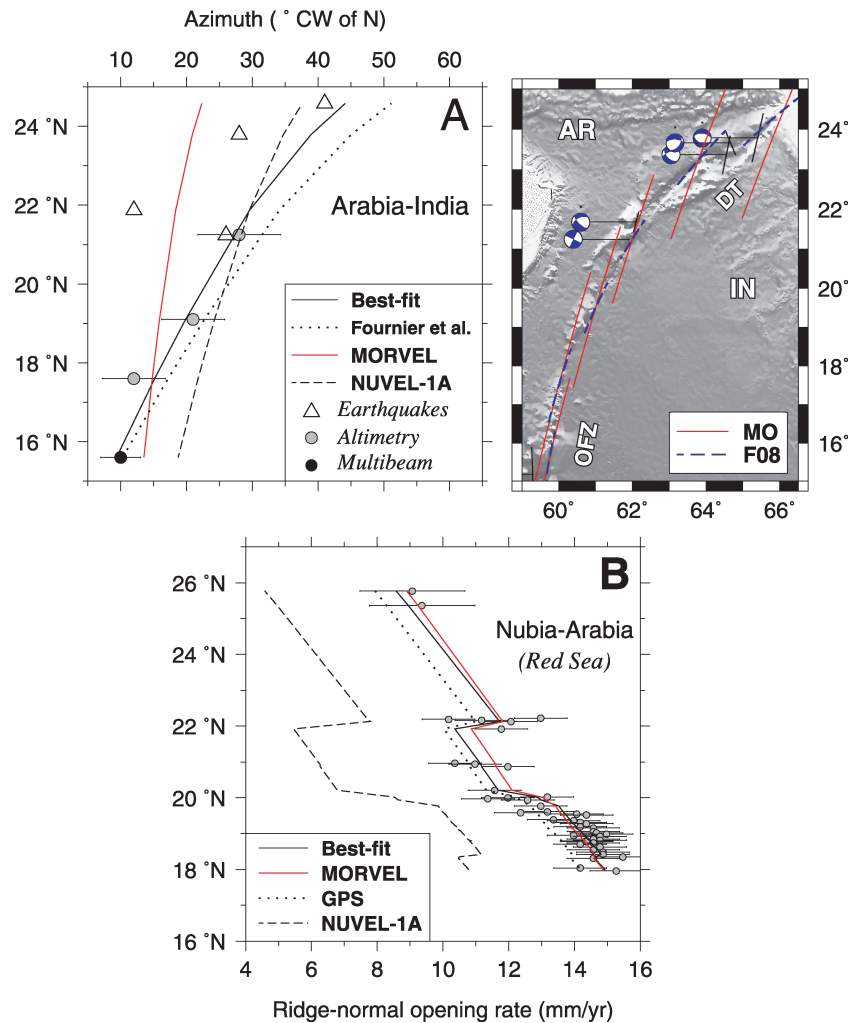 Azimuth ( ° CW of N)
10 20 30 40 50 60
A
24˚N
22˚N
20˚N
18˚N
16˚N
Arabia-India
Best-fit
Fournier et al.
MORVEL
NUVEL-1A
Earthquakes
Altimetry
Multibeam
AR
DT
IN
OFZ
MO
F08
24˚N
22˚N
20˚N
18˚N
16˚N
60˚ 62˚ 64˚ 66˚
B
26˚N
24˚N
22˚N
20˚N
18˚N
16˚N
Nubia-Arabia
(Red Sea)
Best-fit
MORVEL
GPS
NUVEL-1A
4 6 8 10 12 14 16
Ridge-normal opening rate (mm/yr)